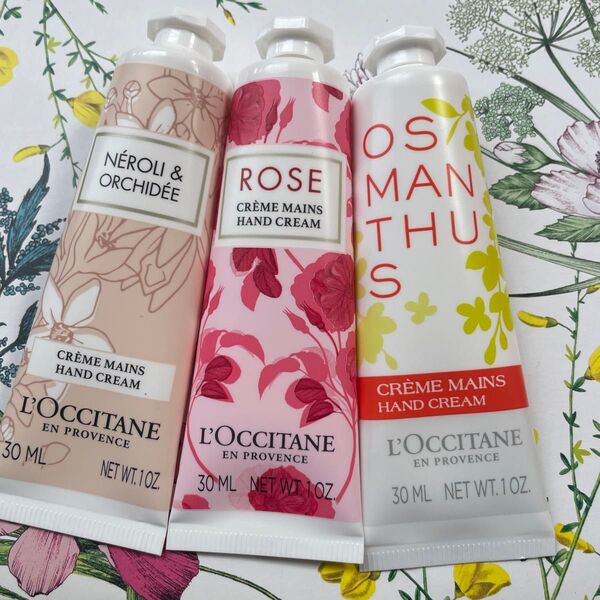 NÉROLI &
ORCHIDÉE
CRÈME MAINS
HAND CREAM
L'OCCITANE
EN PROVENCE
30 ML NET WT. 1 OZ.
ROSE
CRÈME MAINS
HAND CREAM
L'OCCITANE
EN PROVENCE
30 ML NET WT. 1 OZ.
OS
MAN
THU
S
CRÈME MAINS
HAND CREAM
L'OCCITANE
EN PROVENCE
30 ML NET WT. 1 OZ.